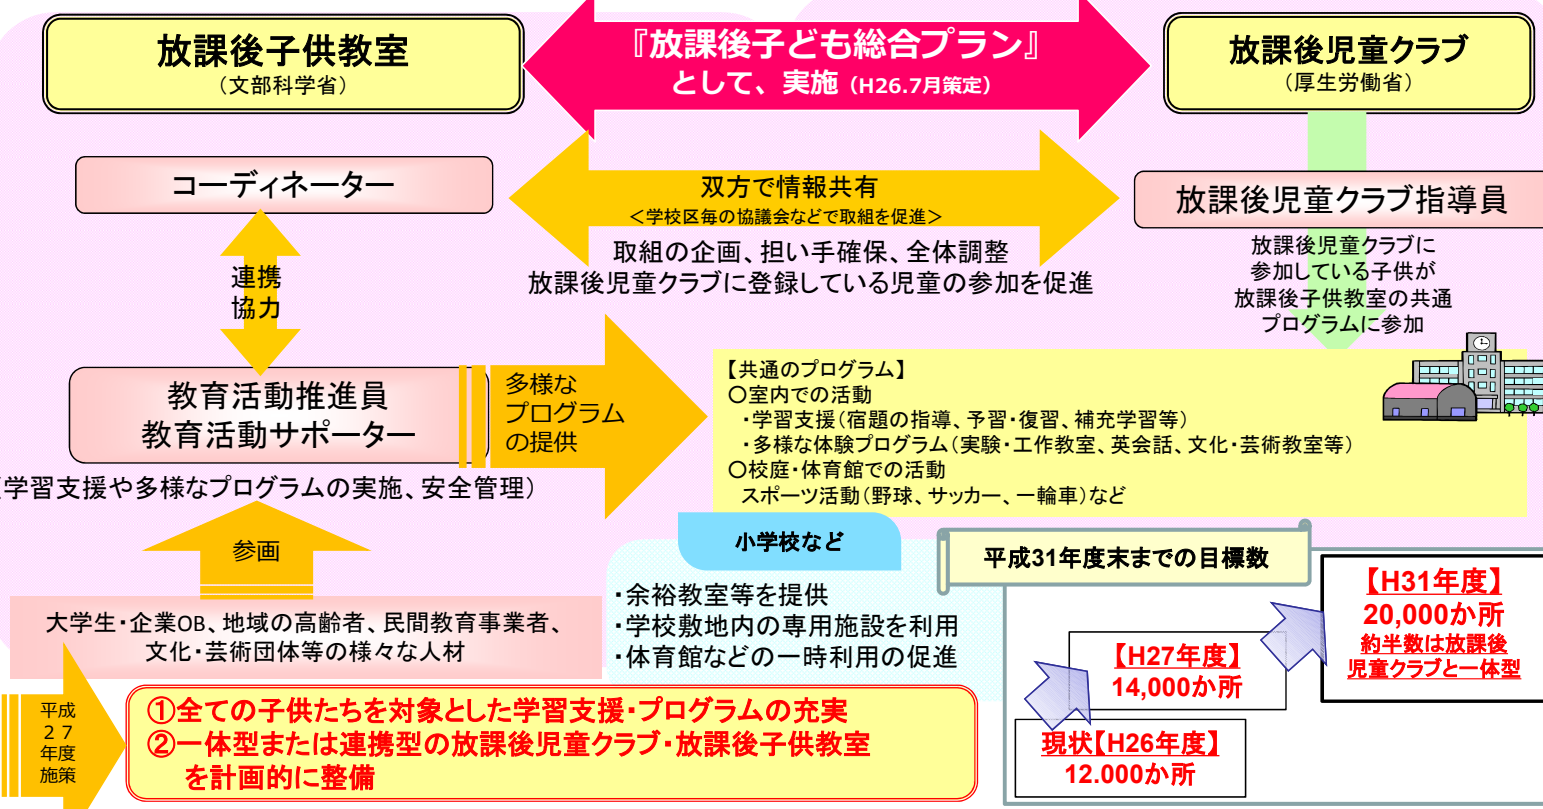 放課後子供教室
（文部科学省）
『放課後子ども総合プラン』
として、実施（H26.7月策定）
放課後児童クラブ
（厚生労働省）
コーディネーター
双方で情報共有
＜学校区毎の協議会などで取組を促進＞
取組の企画、担い手確保、全体調整
放課後児童クラブに登録している児童の参加を促進
放課後児童クラブ指導員
放課後児童クラブに
参加している子供が
放課後子供教室の共通
プログラムに参加
連携
協力
教育活動推進員
教育活動サポーター
（学習支援や多様なプログラムの実施、安全管理）
多様な
プログラム
の提供
【共通のプログラム】
○室内での活動
・学習支援（宿題の指導、予習・復習、補充学習等）
・多様な体験プログラム（実験・工作教室、英会話、文化・芸術教室等）
○校庭・体育館での活動
スポーツ活動（野球、サッカー、一輪車）など
参画
大学生・企業OB、地域の高齢者、民間教育事業者、
文化・芸術団体等の様々な人材
小学校など
・余裕教室等を提供
・学校敷地内の専用施設を利用
・体育館などの一時利用の促進
平成31年度末までの目標数
【H31年度】
20,000か所
約半数は放課後
児童クラブと一体型
【H27年度】
14,000か所
現状【H26年度】
12.000か所
平成
２７
年度
施策
①全ての子供たちを対象とした学習支援・プログラムの充実
②一体型または連携型の放課後児童クラブ・放課後子供教室
を計画的に整備